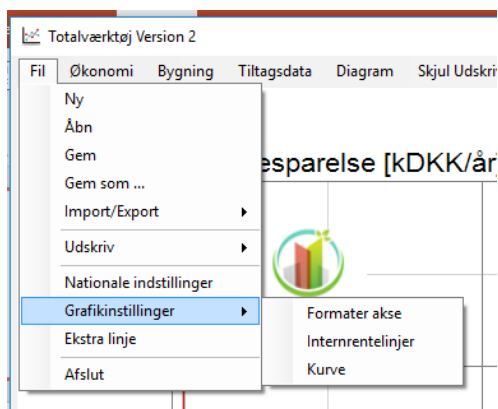 Totalværktøj Version 2
Fil Økonomi Bygning Tiltagsdata Diagram Skjul Udskri
Ny
Åbn
Gem
esparelse [kDKK/år]
Gem som ...
Import/Export
Udskriv
Nationale indstillinger
Grafikinstillinger
Formater akse
Ekstra linje
Internrentelinjer
Kurve
Afslut